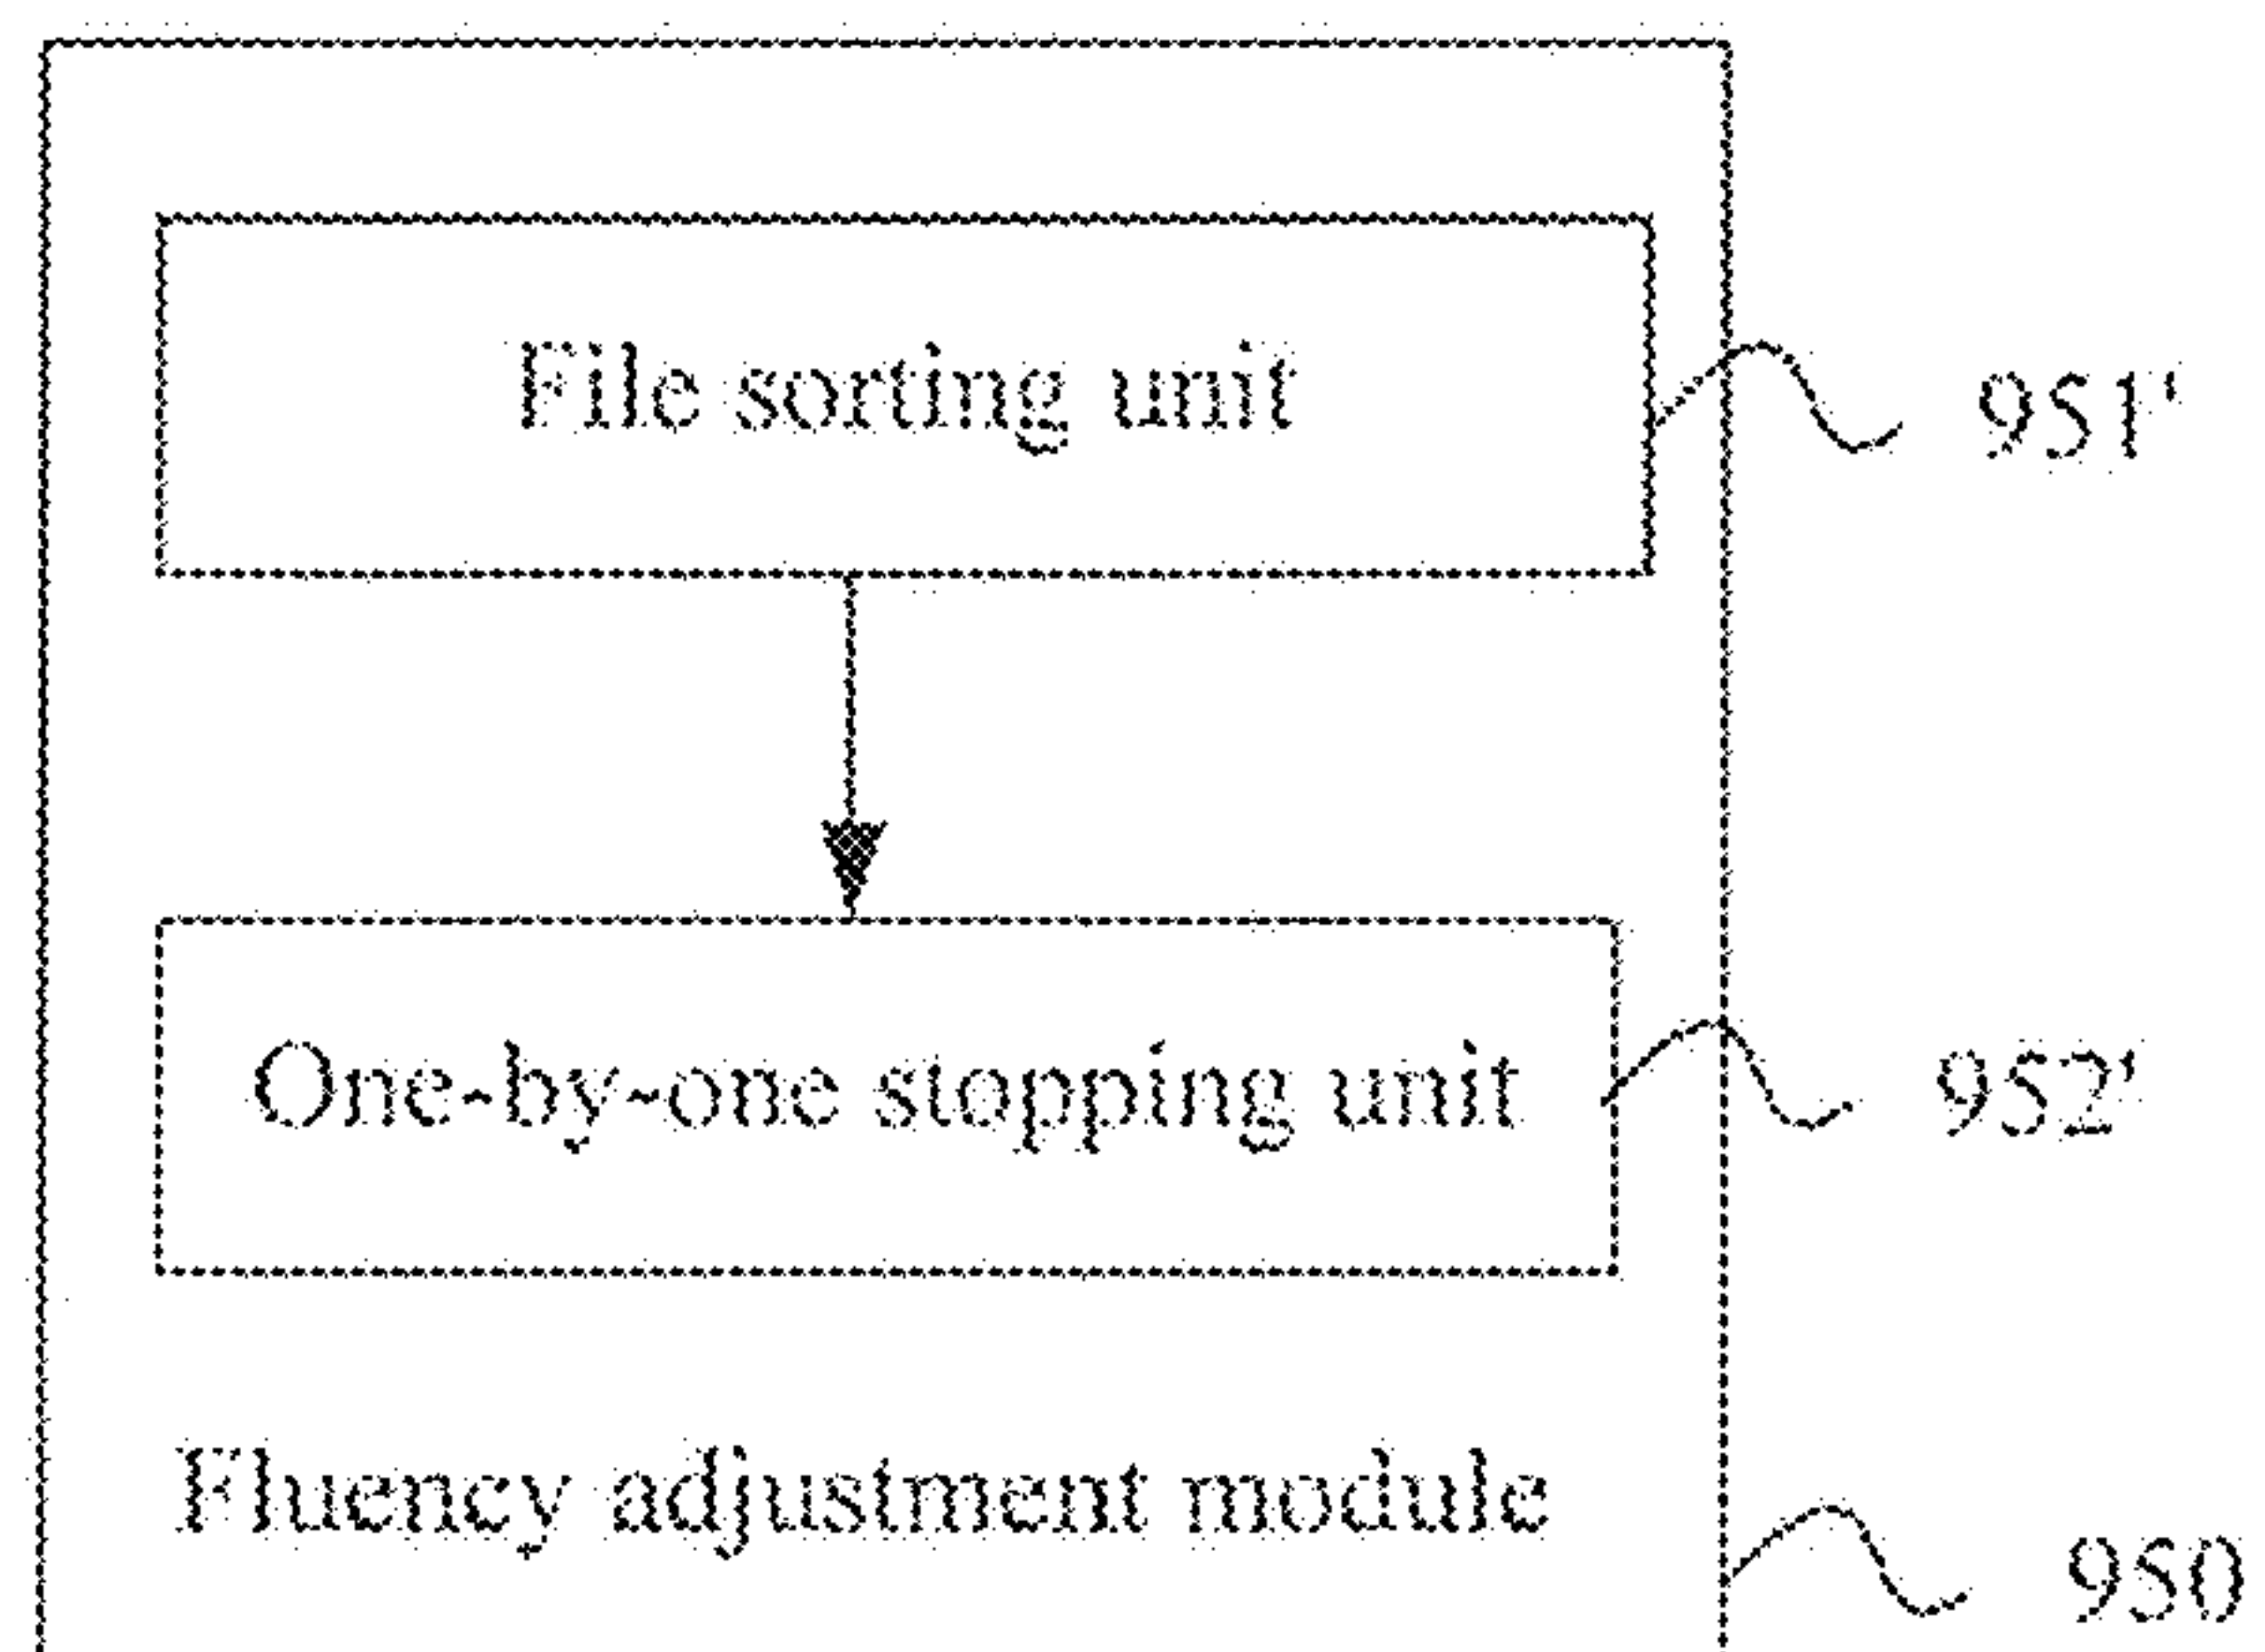 File sorting unit
951'
One-by-one stopping unit
952'
Fluency adjustment module
950